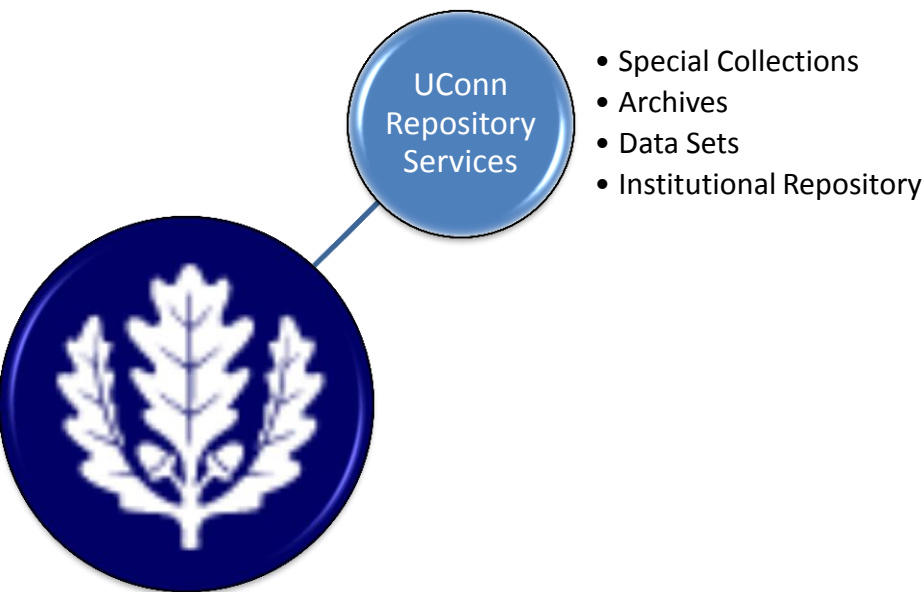 UConn
Repository
Services
• Special Collections
• Archives
• Data Sets
• Institutional Repository